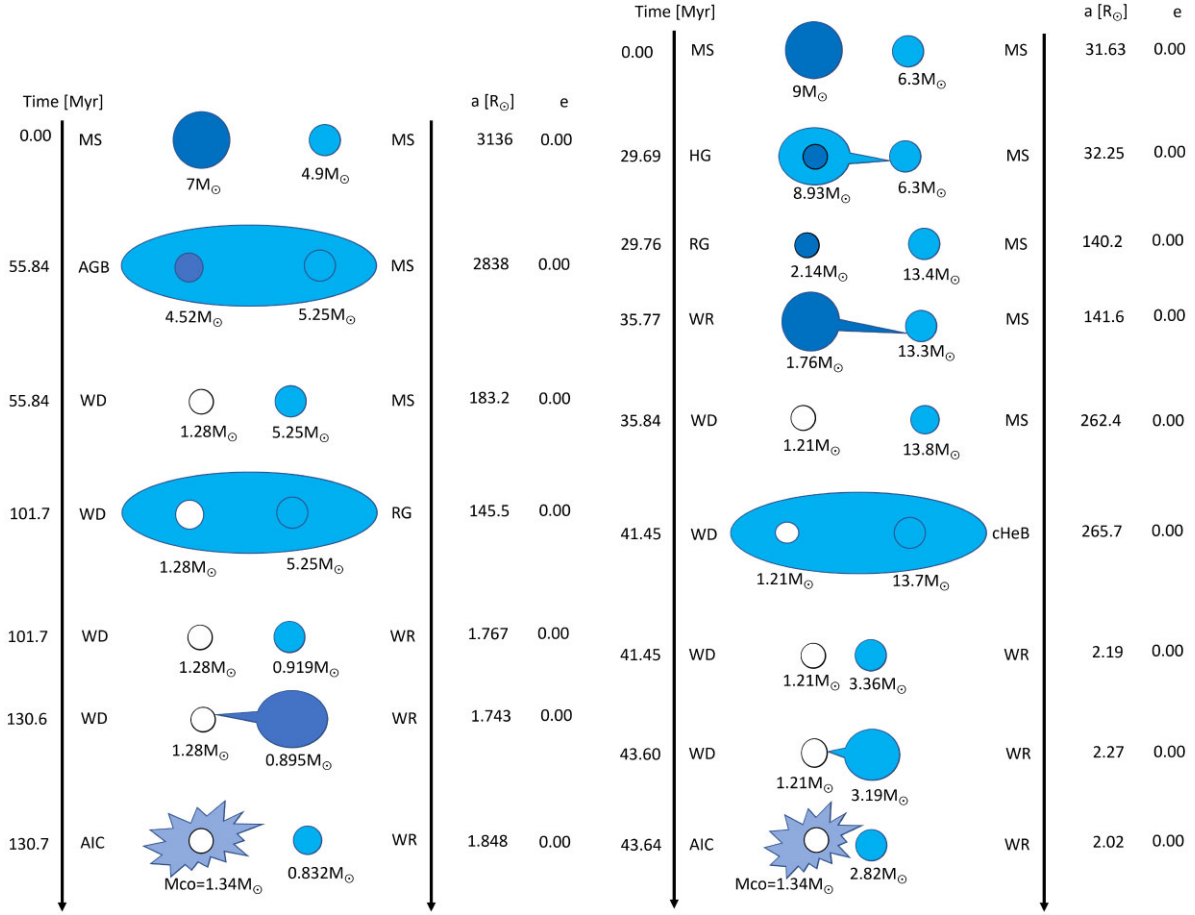 Time [Myr] a [R☉] e
0.00 MS MS 3136 0.00
7M☉ 4.9M☉
55.84 AGB MS 2838 0.00
4.52M☉ 5.25M☉
55.84 WD MS 183.2 0.00
1.28M☉ 5.25M☉
101.7 WD RG 145.5 0.00
1.28M☉ 5.25M☉
101.7 WD WR 1.767 0.00
1.28M☉ 0.919M☉
130.6 WD WR 1.743 0.00
1.28M☉ 0.895M☉
130.7 AIC WR 1.848 0.00
Mco=1.34M☉ 0.832M☉
Time [Myr] a [R☉] e
0.00 MS MS 31.63 0.00
9M☉ 6.3M☉
29.69 HG MS 32.25 0.00
8.93M☉ 6.3M☉
29.76 RG MS 140.2 0.00
2.14M☉ 13.4M☉
35.77 WR MS 141.6 0.00
1.76M☉ 13.3M☉
35.84 WD MS 262.4 0.00
1.21M☉ 13.8M☉
41.45 WD cHeB 265.7 0.00
1.21M☉ 13.7M☉
41.45 WD WR 2.19 0.00
1.21M☉ 3.36M☉
43.60 WD WR 2.27 0.00
1.21M☉ 3.19M☉
43.64 AIC WR 2.02 0.00
Mco=1.34M☉ 2.82M☉